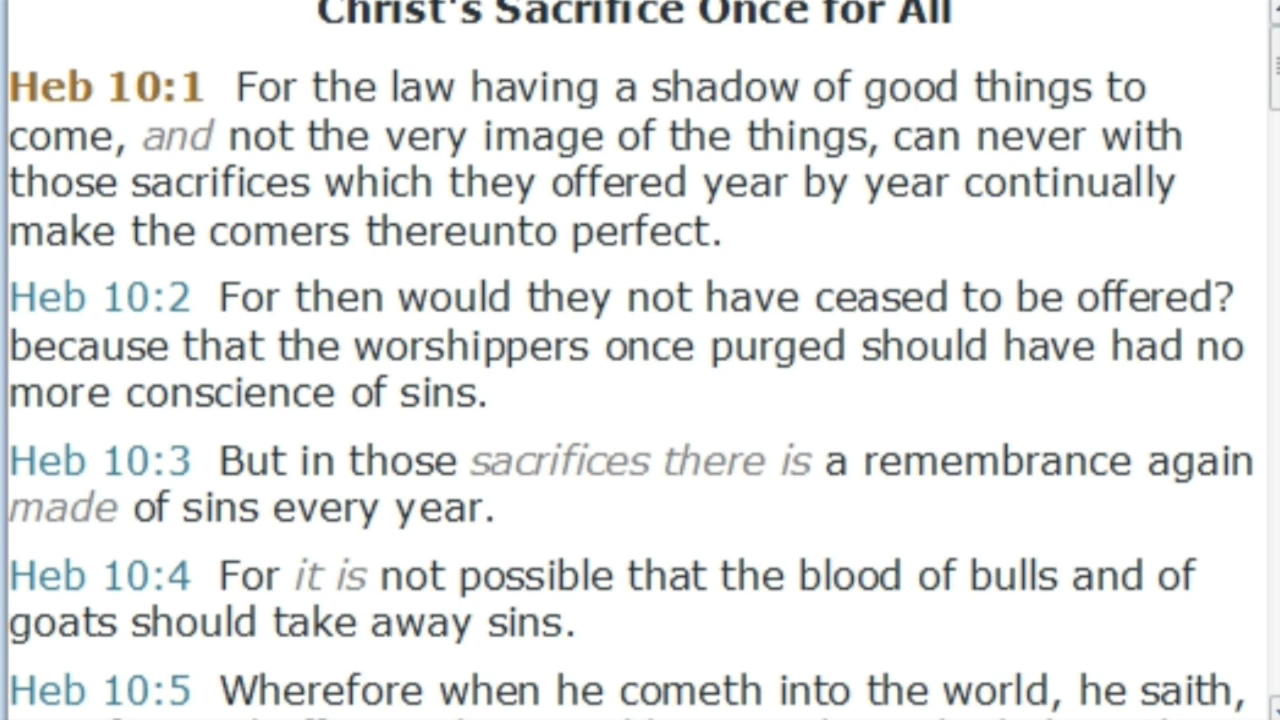 Christ's Sacrifice Once for All
Heb 10:1 For the law having a shadow of good things to
come, and not the very image of the things, can never with
those sacrifices which they offered year by year continually
make the comers thereunto perfect.
Heb 10:2 For then would they not have ceased to be offered?
because that the worshippers once purged should have had no
more conscience of sins.
Heb 10:3 But in those sacrifices there is a remembrance again
made of sins every year.
Heb 10:4 For it is not possible that the blood of bulls and of
goats should take away sins.
Heb 10:5 Wherefore when he cometh into the world, he saith,